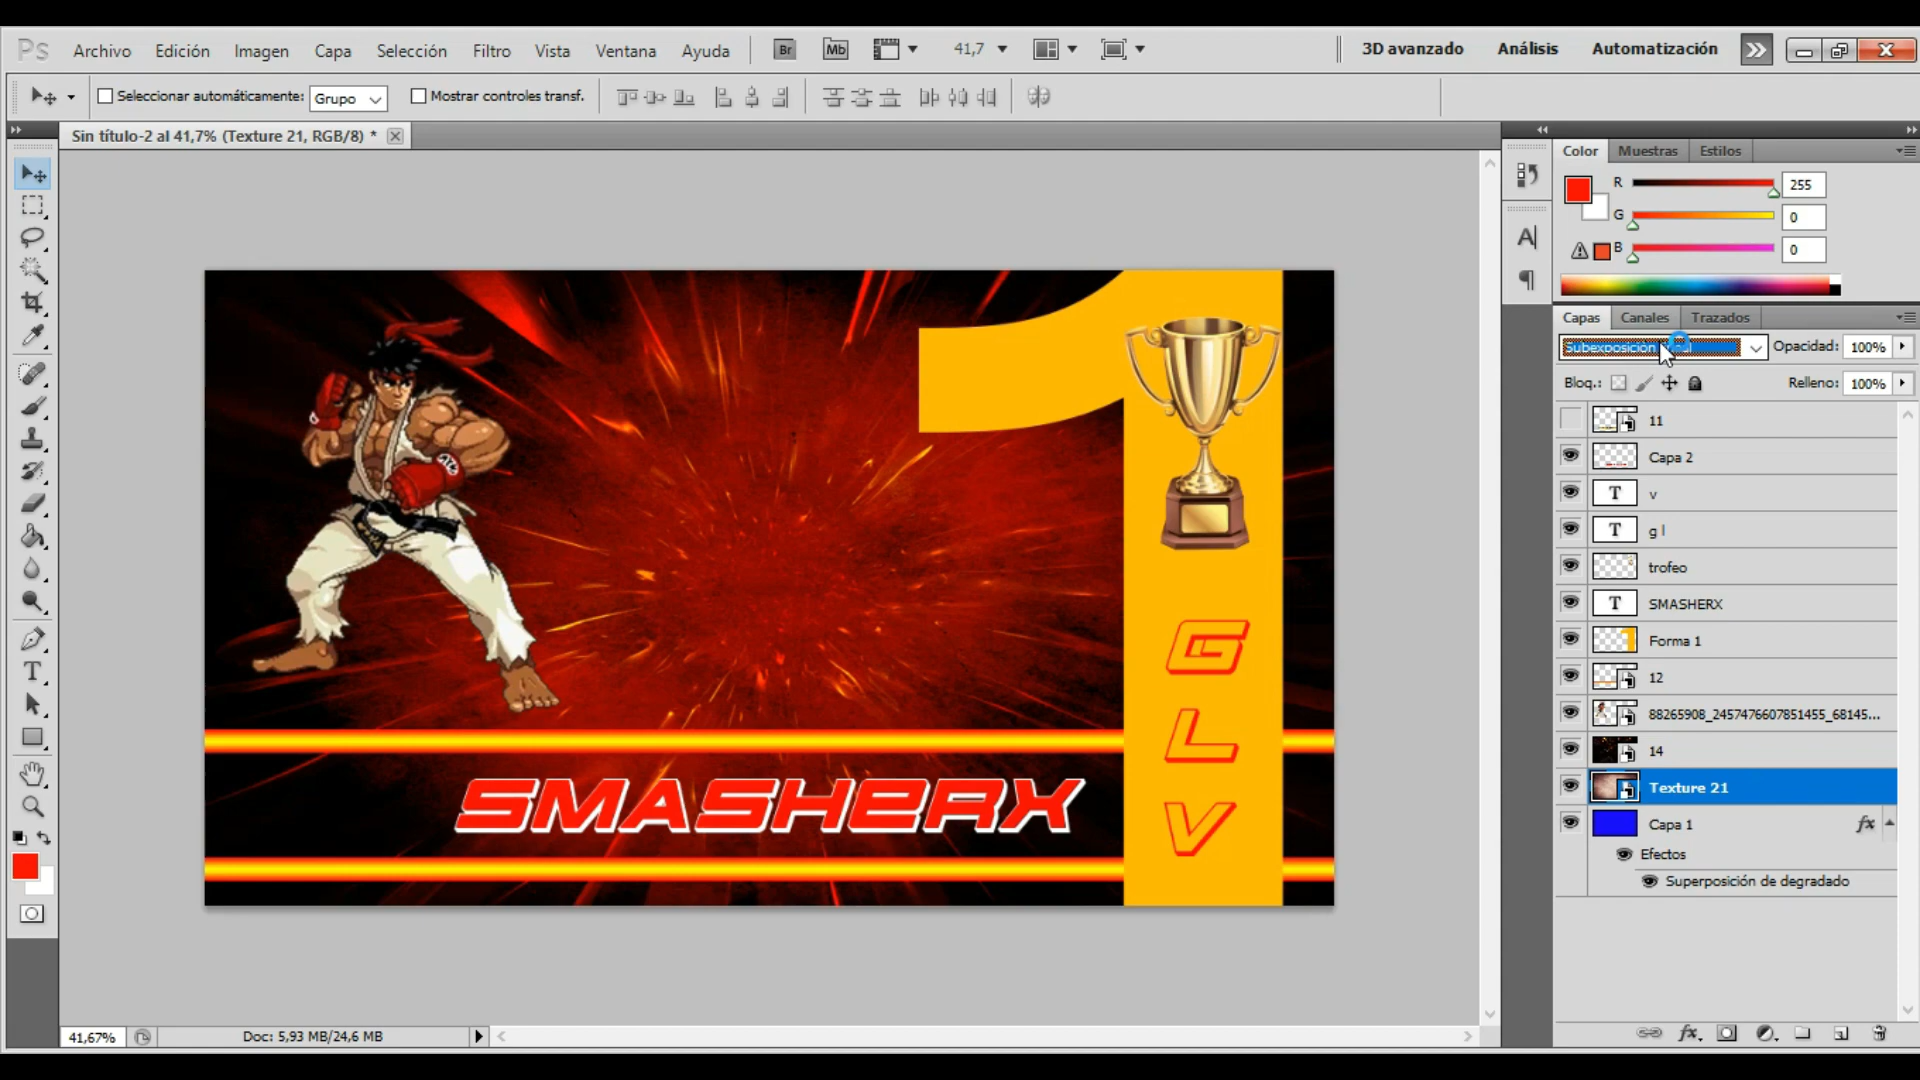 Ps Archivo Edición Imagen Capa Selección Filtro Vista Ventana Ayuda Br Mb 41,7 3D avanzado Análisis Automatización
Seleccionar automáticamente: Grupo Mostrar controles transf.
Sin título-2 al 41,7% (Texture 21, RGB/8) *
Color Muestras Estilos
R 255
G 0
B 0
Capas Canales Trazados
Subexposición Opacidad: 100%
Bloq.: Relleno: 100%
11
Capa 2
T v
T g l
trofeo
T SMASHERX
Forma 1
12
88265908_2457476607851455_68145...
14
Texture 21
Capa 1 fx
Efectos
Superposición de degradado
1
G
L
V
SMASHERX
41,67% Doc: 5,93 MB/24,6 MB
fx